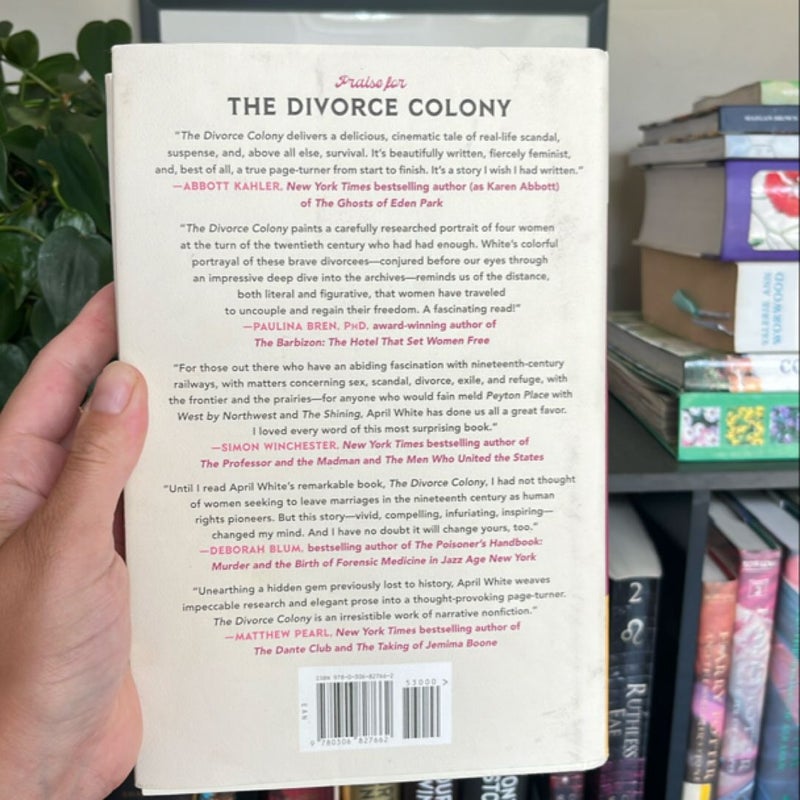 Praise for
THE DIVORCE COLONY
"The Divorce Colony delivers a delicious, cinematic tale of real-life scandal,
suspense, and, above all else, survival. It's beautifully written, fiercely feminist,
and, best of all, a true page-turner from start to finish. It's a story I wish I had written."
—ABBOTT KAHLER, New York Times bestselling author (as Karen Abbott)
of The Ghosts of Eden Park
"The Divorce Colony paints a carefully researched portrait of four women
at the turn of the twentieth century who had had enough. White's colorful
portrayal of these brave divorcees—conjured before our eyes through
an impressive deep dive into the archives—reminds us of the distance,
both literal and figurative, that women have traveled
to uncouple and regain their freedom. A fascinating read!"
—PAULINA BREN, PhD, award-winning author of
The Barbizon: The Hotel That Set Women Free
"For those out there who have an abiding fascination with nineteenth-century
railways, with matters concerning sex, scandal, divorce, exile, and refuge, with
the frontier and the prairies—for anyone who would fain meld Peyton Place with
West by Northwest and The Shining, April White has done us all a great favor.
I loved every word of this most surprising book."
—SIMON WINCHESTER, New York Times bestselling author of
The Professor and the Madman and The Men Who United the States
"Until I read April White's remarkable book, The Divorce Colony, I had not thought
of women seeking to leave marriages in the nineteenth century as human
rights pioneers. But this story—vivid, compelling, infuriating, inspiring—
changed my mind. And I have no doubt it will change yours, too."
—DEBORAH BLUM, bestselling author of The Poisoner's Handbook:
Murder and the Birth of Forensic Medicine in Jazz Age New York
"Unearthing a hidden gem previously lost to history, April White weaves
impeccable research and elegant prose into a thought-provoking page-turner.
The Divorce Colony is an irresistible work of narrative nonfiction."
—MATTHEW PEARL, New York Times bestselling author of
The Dante Club and The Taking of Jemima Boone
ISBN 978-0-306-82766-2
53000 >
9 780306 827662
VALERIE ANN
WORWOOD
2
RUTHLESS
FAE